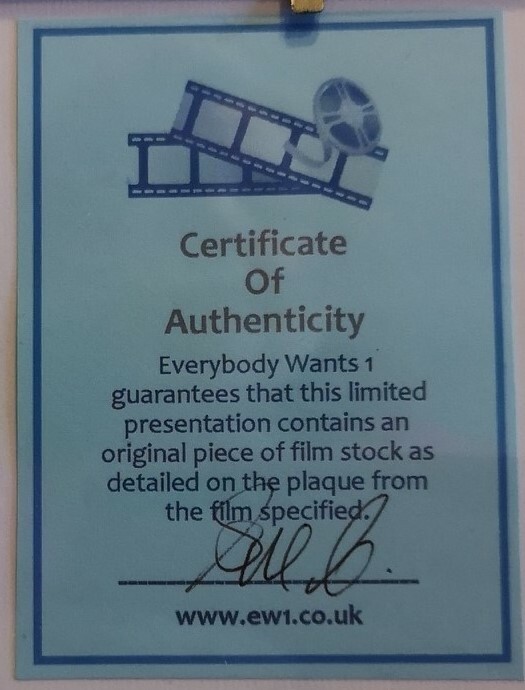 Certificate
Of
Authenticity
Everybody Wants 1
guarantees that this limited
presentation contains an
original piece of film stock as
detailed on the plaque from
the film specified.
www.ew1.co.uk